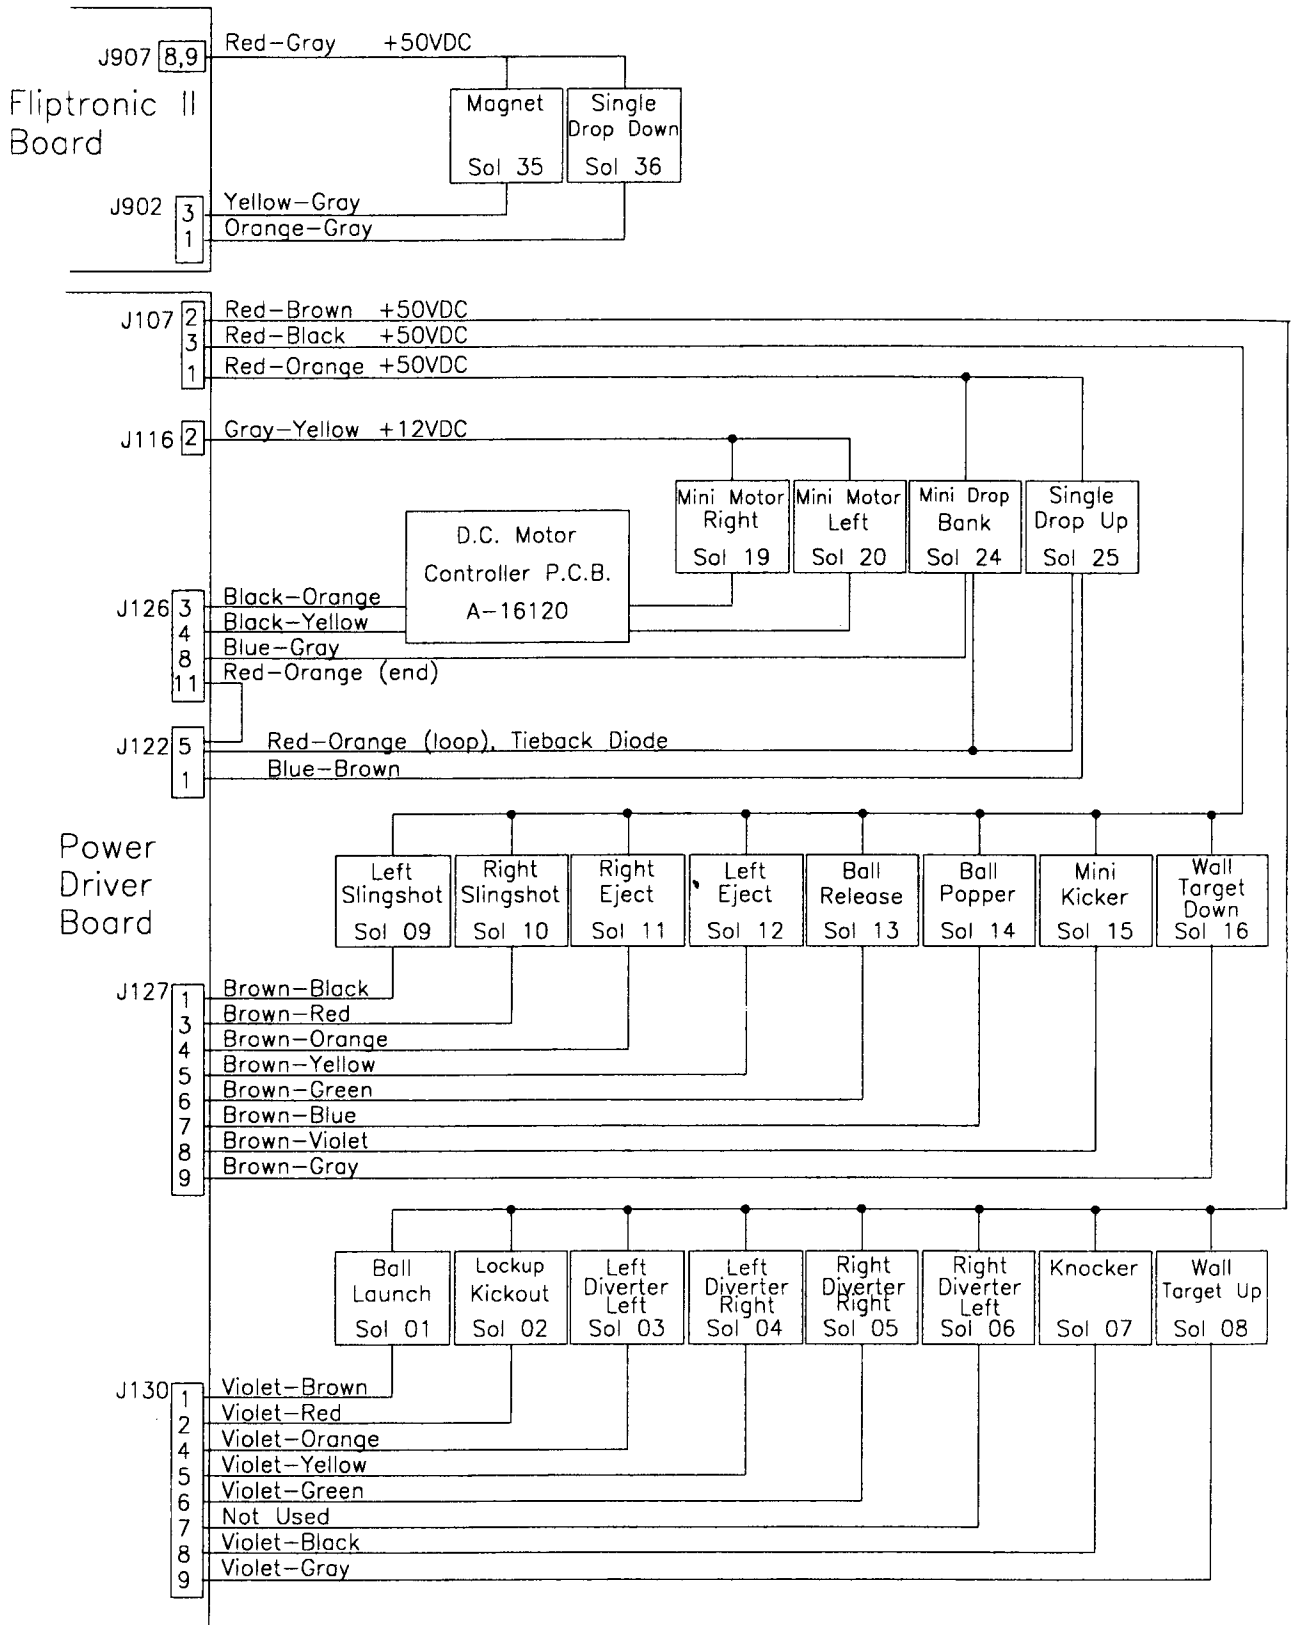 Red-Gray +50VDC
J907 8,9
Fliptronic II
Board
Magnet
Sol 35
Single
Drop Down
Sol 36
J902
3 Yellow-Gray
1 Orange-Gray
J107 2 Red-Brown +50VDC
3 Red-Black +50VDC
1 Red-Orange +50VDC
J116 2 Gray-Yellow +12VDC
Mini Motor
Right
Sol 19
Mini Motor
Left
Sol 20
Mini Drop
Bank
Sol 24
Single
Drop Up
Sol 25
D.C. Motor
Controller P.C.B.
A-16120
J126 3 Black-Orange
4 Black-Yellow
8 Blue-Gray
11 Red-Orange (end)
J122 5 Red-Orange (loop), Tieback Diode
1 Blue-Brown
Power
Driver
Board
Left
Slingshot
Sol 09
Right
Slingshot
Sol 10
Right
Eject
Sol 11
Left
Eject
Sol 12
Ball
Release
Sol 13
Ball
Popper
Sol 14
Mini
Kicker
Sol 15
Wall
Target
Down
Sol 16
J127 1 Brown-Black
3 Brown-Red
4 Brown-Orange
5 Brown-Yellow
6 Brown-Green
7 Brown-Blue
8 Brown-Violet
9 Brown-Gray
Ball
Launch
Sol 01
Lockup
Kickout
Sol 02
Left
Diverter
Left
Sol 03
Left
Diverter
Right
Sol 04
Right
Diverter
Right
Sol 05
Right
Diverter
Left
Sol 06
Knocker
Sol 07
Wall
Target Up
Sol 08
J130 1 Violet-Brown
2 Violet-Red
4 Violet-Orange
5 Violet-Yellow
6 Violet-Green
7 Not Used
8 Violet-Black
9 Violet-Gray